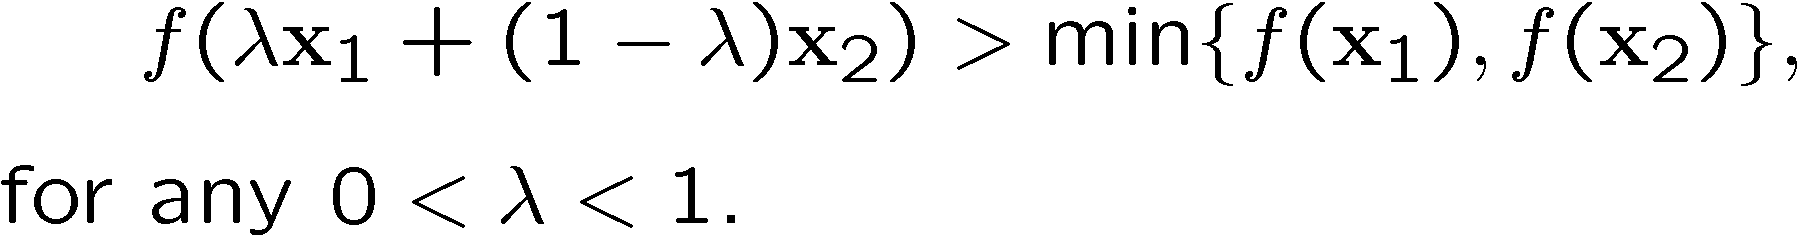 f(λx₁ + (1 − λ)x₂) > min{f(x₁), f(x₂)},
for any 0 < λ < 1.